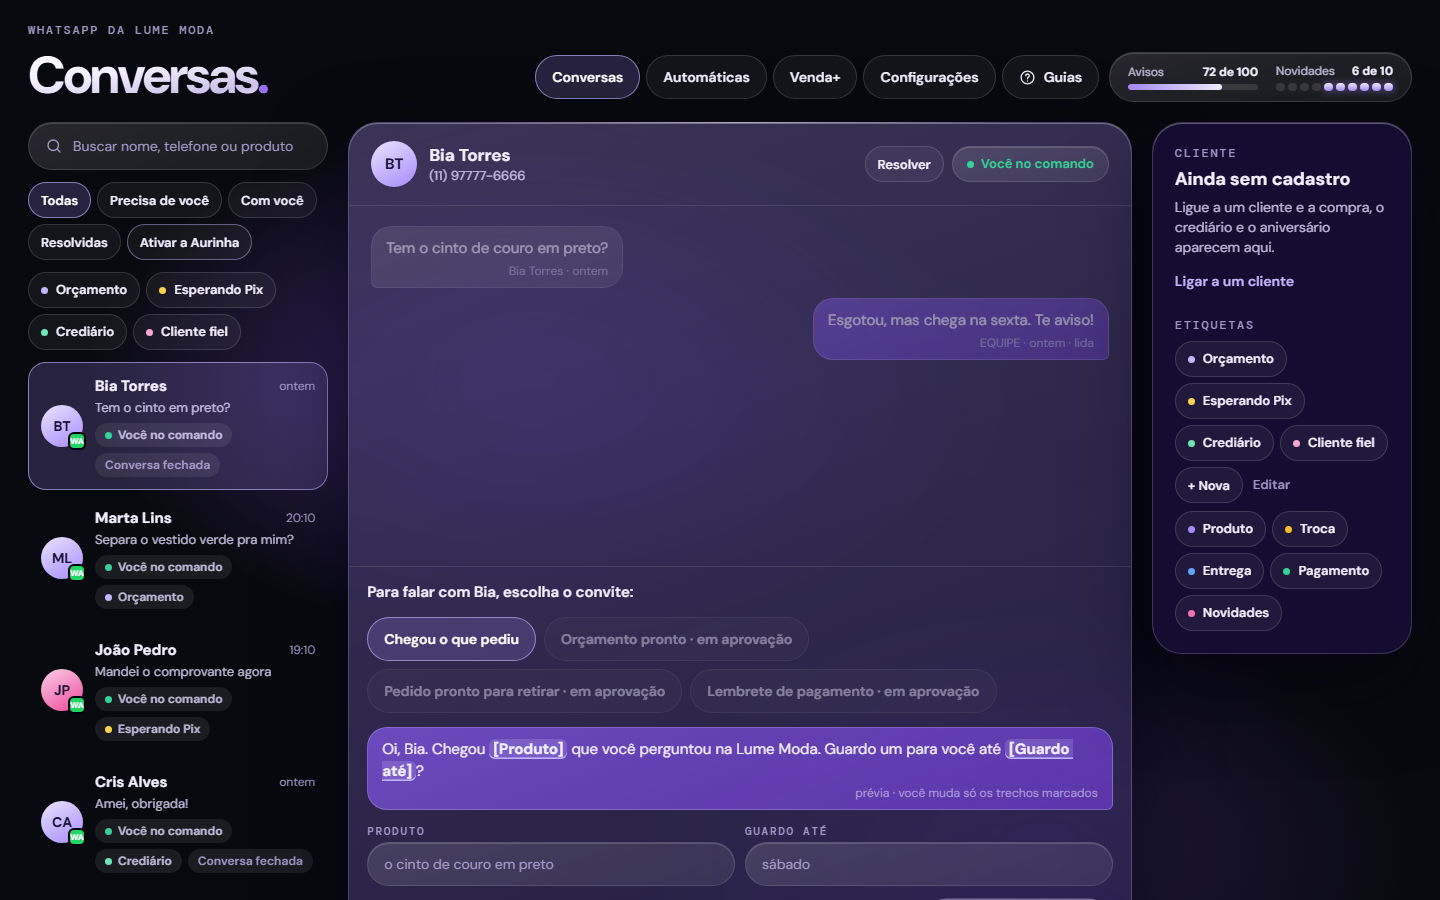 WHATSAPP DA LUME MODA
Conversas.
Conversas
Automáticas
Venda+
Configurações
Guias
Avisos 72 de 100
Novidades 6 de 10
Buscar nome, telefone ou produto
Todas
Precisa de você
Com você
Resolvidas
Ativar a Aurinha
Orçamento
Esperando Pix
Crediário
Cliente fiel
BT
WA
Bia Torres
ontem
Tem o cinto em preto?
Você no comando
Conversa fechada
ML
WA
Marta Lins
20:10
Separa o vestido verde pra mim?
Você no comando
Orçamento
JP
WA
João Pedro
19:10
Mandei o comprovante agora
Você no comando
Esperando Pix
CA
WA
Cris Alves
ontem
Amei, obrigada!
Você no comando
Crediário
Conversa fechada
BT
Bia Torres
(11) 97777-6666
Resolver
Você no comando
Tem o cinto de couro em preto?
Bia Torres · ontem
Esgotou, mas chega na sexta. Te aviso!
EQUIPE · ontem · lida
Para falar com Bia, escolha o convite:
Chegou o que pediu
Orçamento pronto · em aprovação
Pedido pronto para retirar · em aprovação
Lembrete de pagamento · em aprovação
Oi, Bia. Chegou [Produto] que você perguntou na Lume Moda. Guardo um para você até [Guardo
até]?
prévia · você muda só os trechos marcados
PRODUTO
o cinto de couro em preto
GUARDO ATÉ
sábado
CLIENTE
Ainda sem cadastro
Ligue a um cliente e a compra, o
crediário e o aniversário
aparecem aqui.
Ligar a um cliente
ETIQUETAS
Orçamento
Esperando Pix
Crediário
Cliente fiel
+ Nova
Editar
Produto
Troca
Entrega
Pagamento
Novidades